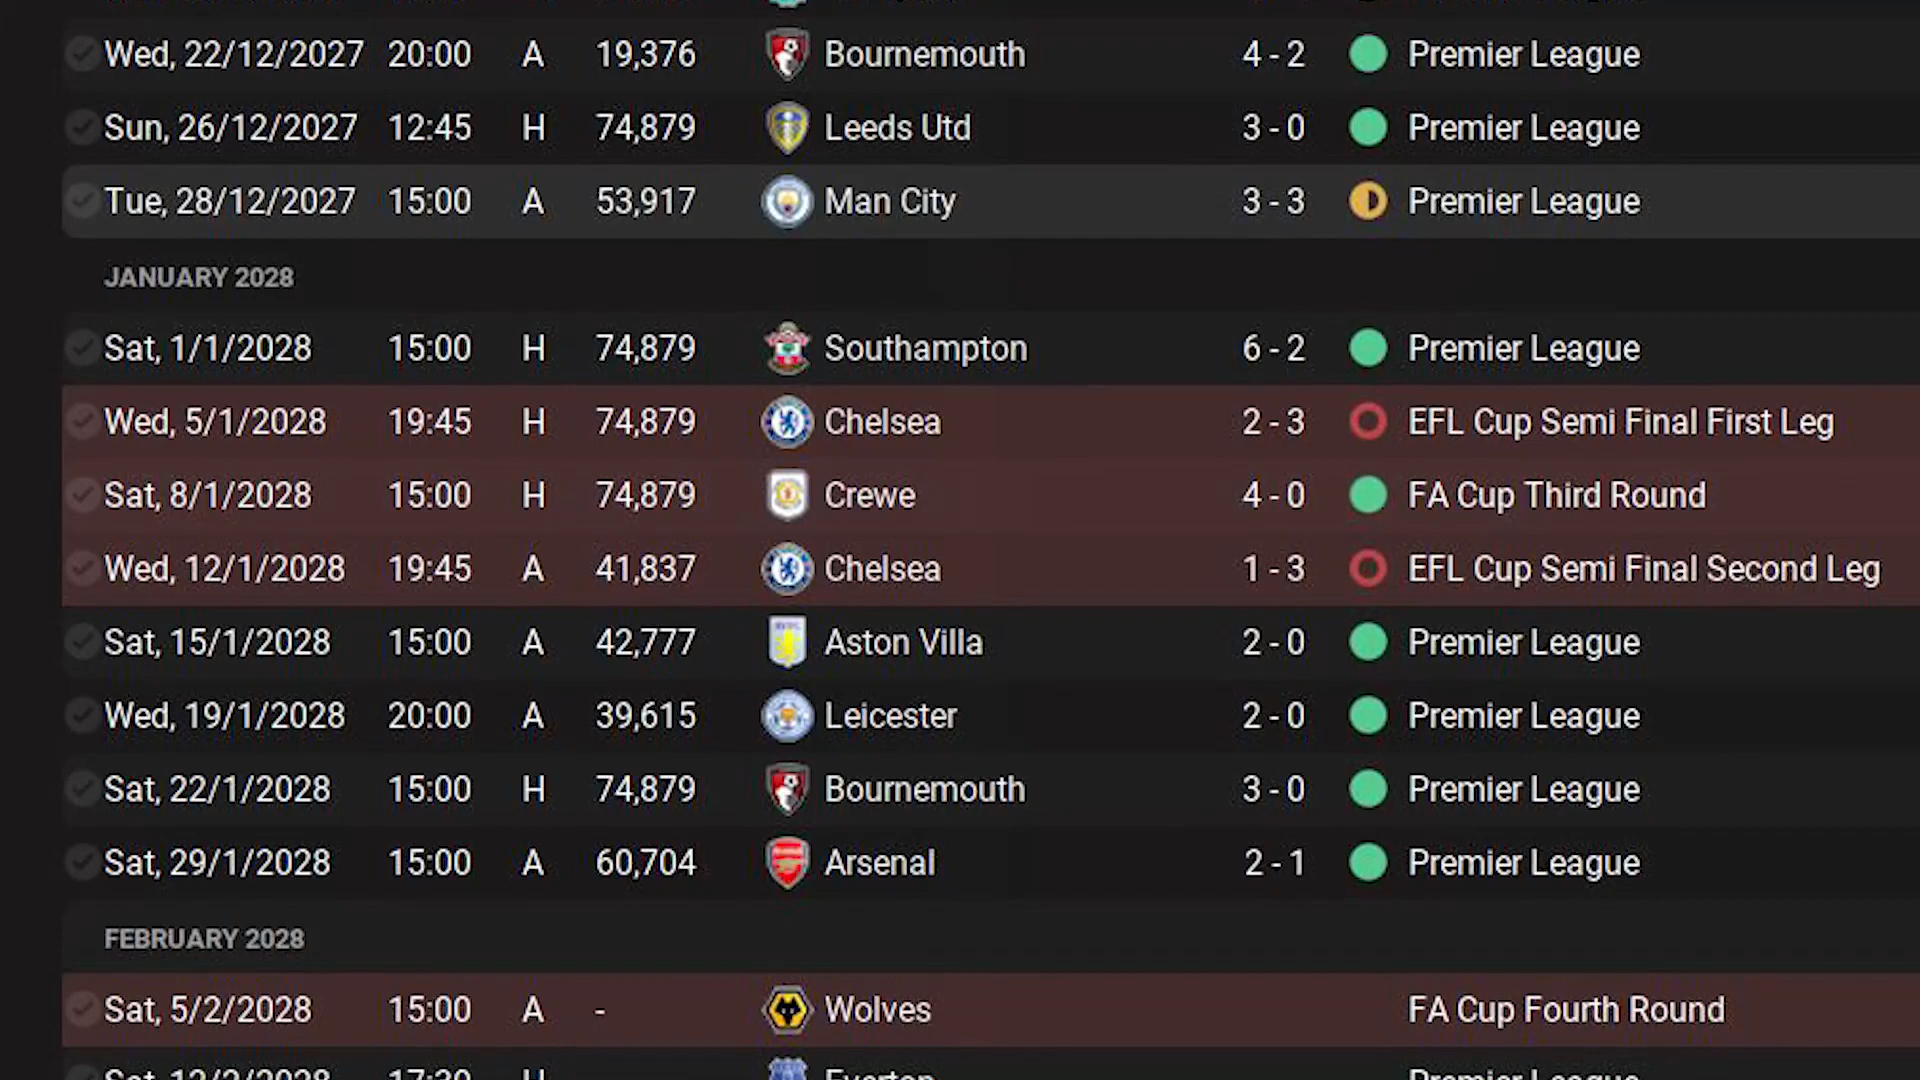 Wed, 22/12/2027 20:00 A 19,376 Bournemouth 4 - 2 Premier League
Sun, 26/12/2027 12:45 H 74,879 Leeds Utd 3 - 0 Premier League
Tue, 28/12/2027 15:00 A 53,917 Man City 3 - 3 Premier League
JANUARY 2028
Sat, 1/1/2028 15:00 H 74,879 Southampton 6 - 2 Premier League
Wed, 5/1/2028 19:45 H 74,879 Chelsea 2 - 3 EFL Cup Semi Final First Leg
Sat, 8/1/2028 15:00 H 74,879 Crewe 4 - 0 FA Cup Third Round
Wed, 12/1/2028 19:45 A 41,837 Chelsea 1 - 3 EFL Cup Semi Final Second Leg
Sat, 15/1/2028 15:00 A 42,777 Aston Villa 2 - 0 Premier League
Wed, 19/1/2028 20:00 A 39,615 Leicester 2 - 0 Premier League
Sat, 22/1/2028 15:00 H 74,879 Bournemouth 3 - 0 Premier League
Sat, 29/1/2028 15:00 A 60,704 Arsenal 2 - 1 Premier League
FEBRUARY 2028
Sat, 5/2/2028 15:00 A - Wolves FA Cup Fourth Round
Sat, 12/2/2028 17:30 H Everton Premier League